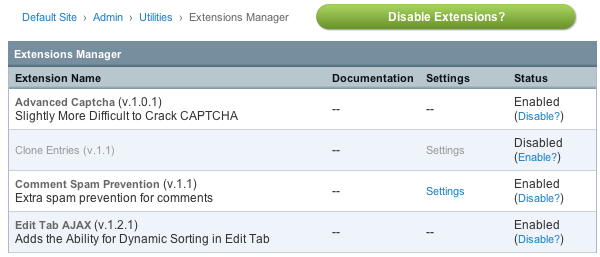 Default Site › Admin › Utilities › Extensions Manager
Disable Extensions?
Extensions Manager
Extension Name Documentation Settings Status
Advanced Captcha (v.1.0.1) -- -- Enabled
Slightly More Difficult to Crack CAPTCHA (Disable?)
Clone Entries (v.1.1) -- Settings Disabled
(Enable?)
Comment Spam Prevention (v.1.1) -- Settings Enabled
Extra spam prevention for comments (Disable?)
Edit Tab AJAX (v.1.2.1) -- -- Enabled
Adds the Ability for Dynamic Sorting in Edit Tab (Disable?)